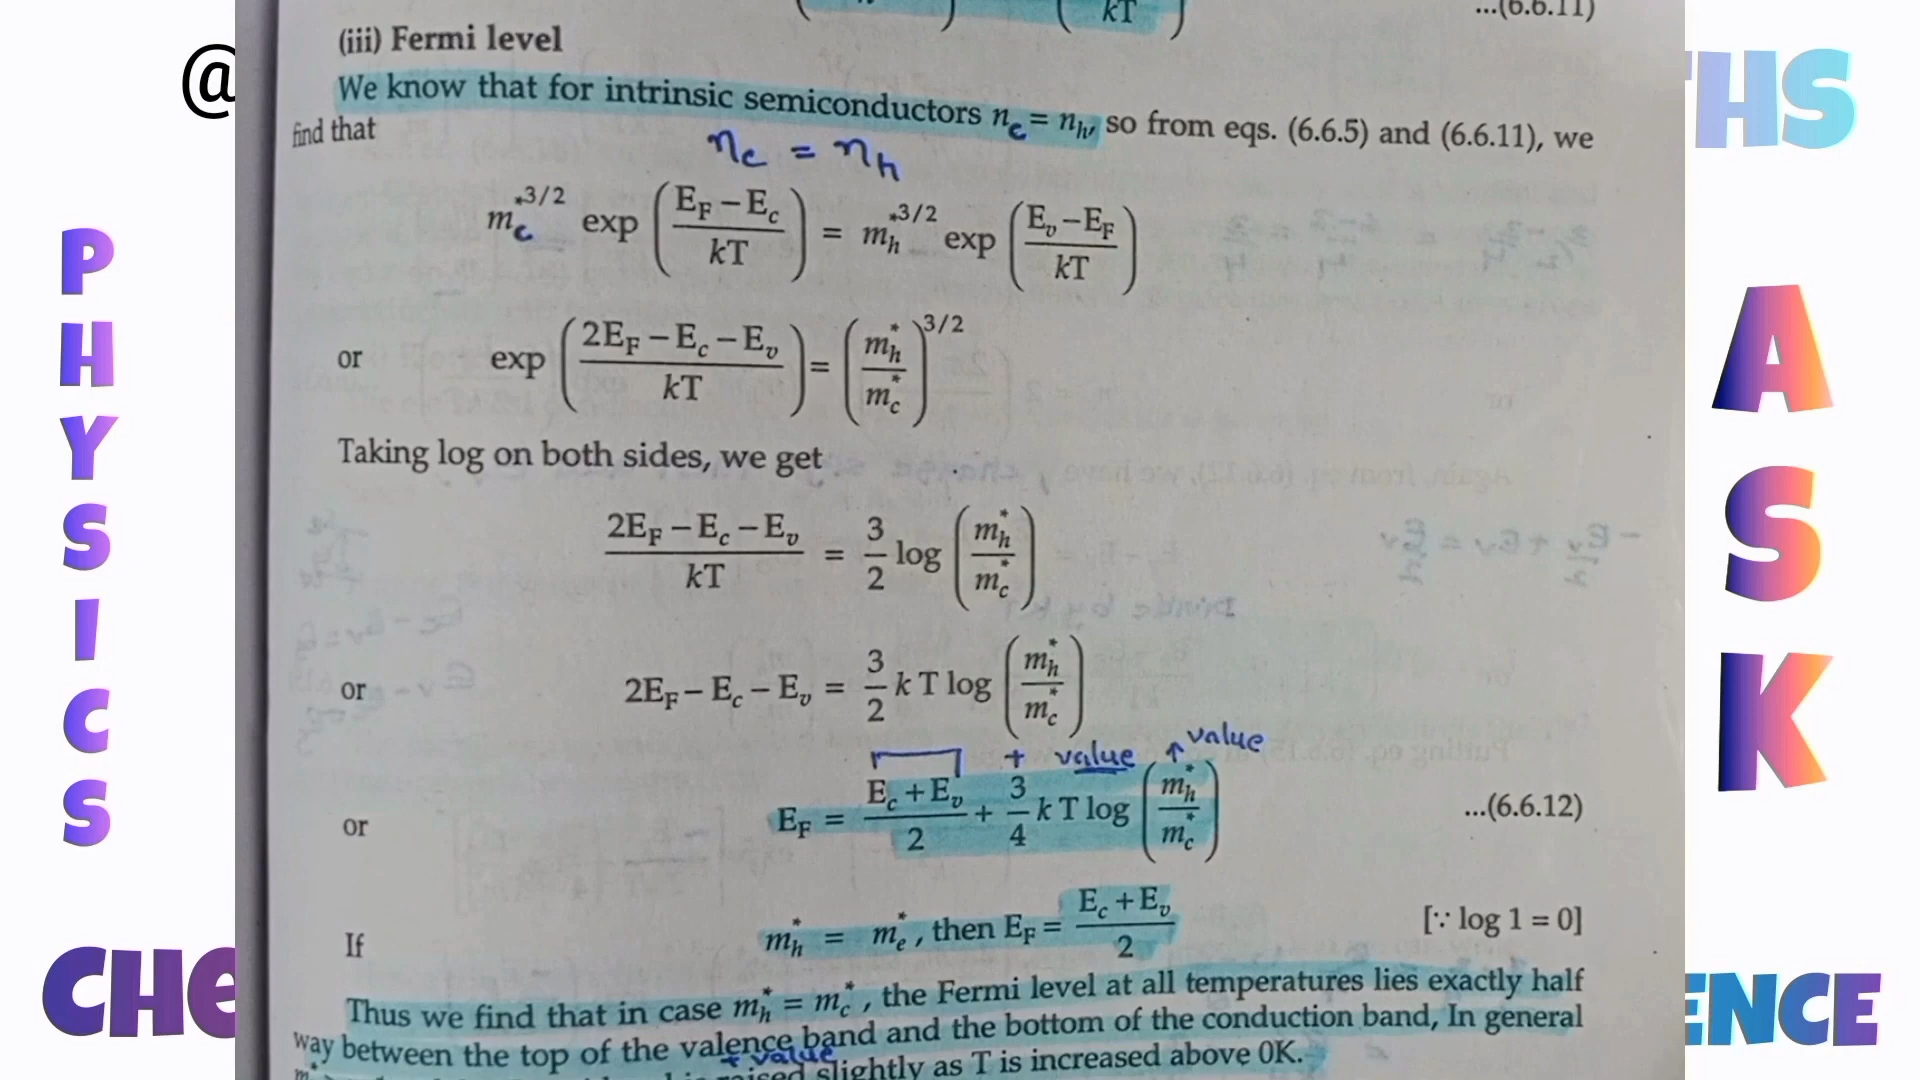 kT
...(6.6.11)
(iii) Fermi level
We know that for intrinsic semiconductors n_c = n_h, so from eqs. (6.6.5) and (6.6.11), we
find that
n_c = n_h
m_c^{*3/2} exp ((E_F – E_c)/kT) = m_h^{*3/2} exp ((E_v – E_F)/kT)
or exp ((2E_F – E_c – E_v)/kT) = (m_h^*/m_c^*)^{3/2}
Taking log on both sides, we get
(2E_F – E_c – E_v)/kT = 3/2 log (m_h^*/m_c^*)
or 2E_F – E_c – E_v = 3/2 k T log (m_h^*/m_c^*)
+ value ↑ value
or E_F = (E_c + E_v)/2 + 3/4 k T log (m_h^*/m_c^*) ...(6.6.12)
If m_h^* = m_e^*, then E_F = (E_c + E_v)/2 [∵ log 1 = 0]
Thus we find that in case m_h^* = m_c^*, the Fermi level at all temperatures lies exactly half
way between the top of the valence band and the bottom of the conduction band, In general
+ value
raised slightly as T is increased above 0K.
@
THS
PHYSICS
ASK
CHE
ENCE